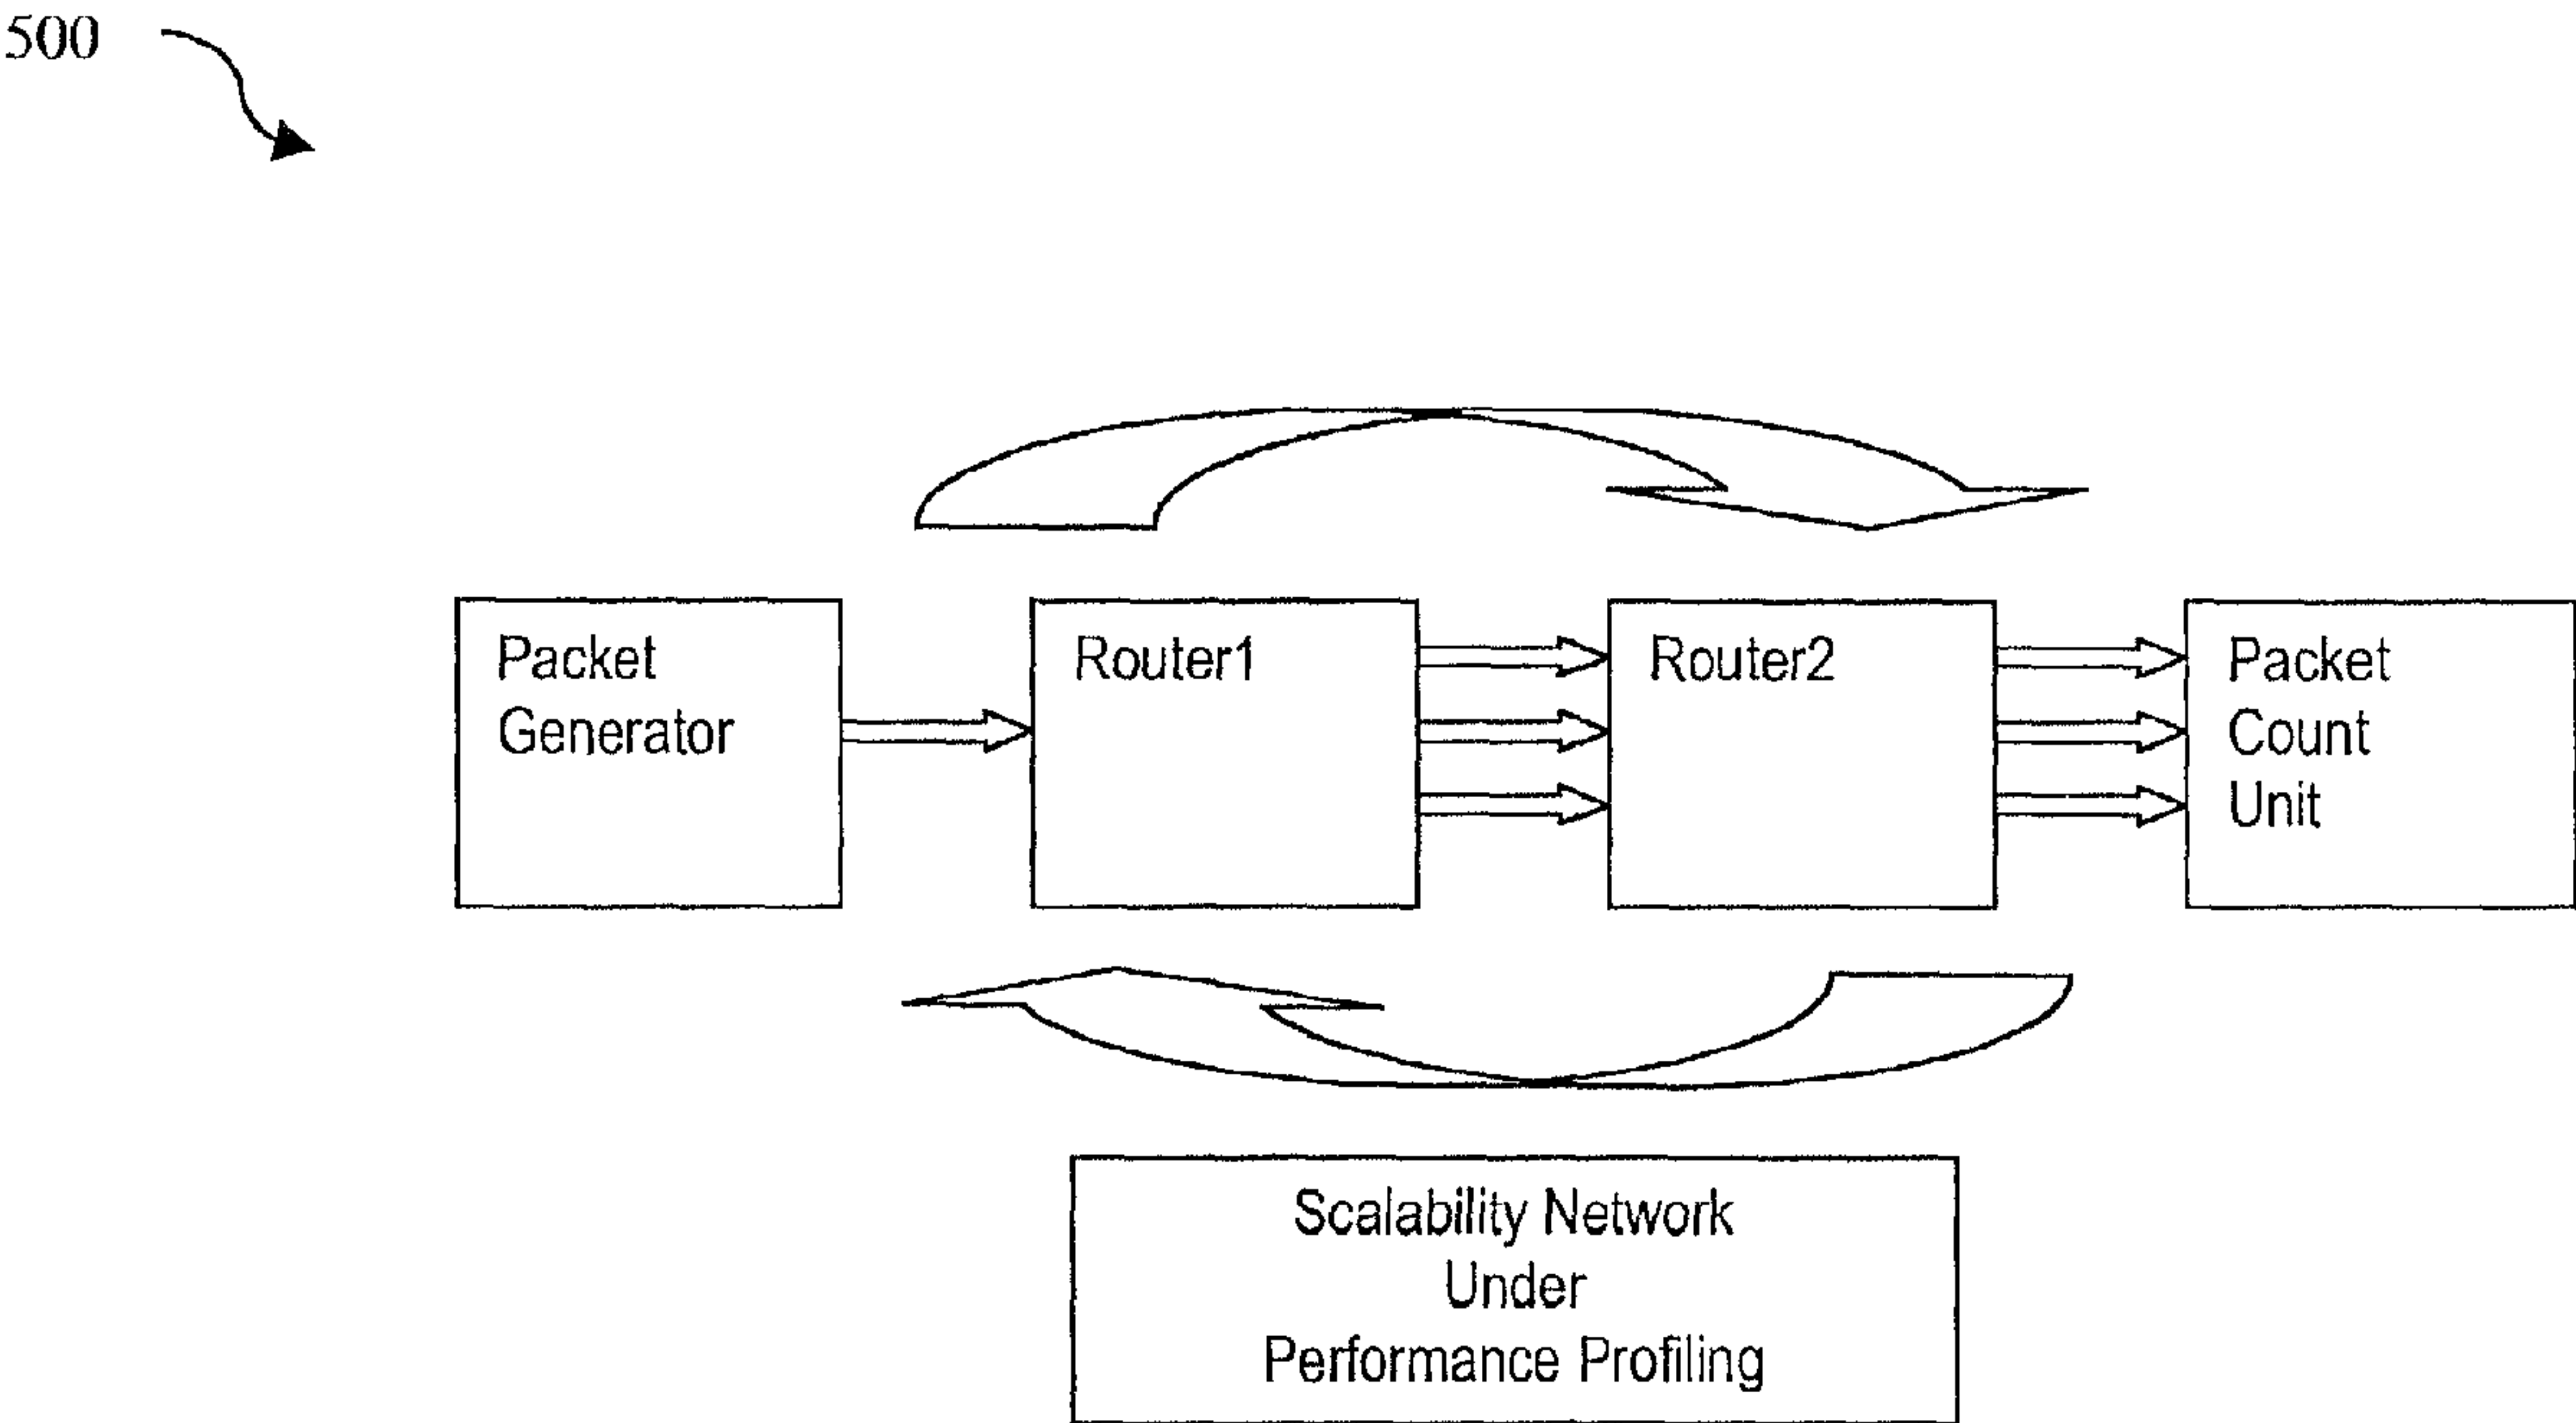 500
Packet
Generator
Router1
Router2
Packet
Count
Unit
Scalability Network
Under
Performance Profiling